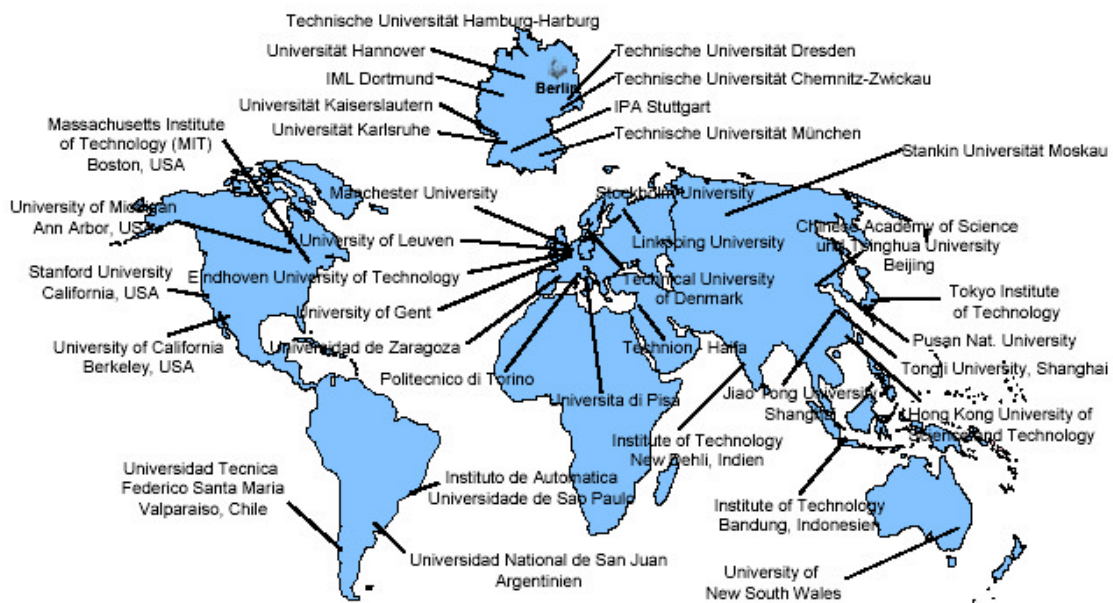 Technische Universität Hamburg-Harburg
Universität Hannover
IML Dortmund
Universität Kaiserslautern
Universität Karlsruhe
Berlin
Technische Universität Dresden
Technische Universität Chemnitz-Zwickau
IPA Stuttgart
Technische Universität München
Massachusetts Institute
of Technology (MIT)
Boston, USA
University of Michigan
Ann Arbor, USA
Stanford University
California, USA
University of California
Berkeley, USA
Manchester University
University of Leuven
Eindhoven University of Technology
University of Gent
Universidad de Zaragoza
Politecnico di Torino
Universita di Pisa
Stockholm University
Linköping University
Technical University
of Denmark
Technion - Haifa
Stankin Universität Moskau
Chinese Academy of Science
und Tsinghua University
Beijing
Tokyo Institute
of Technology
Pusan Nat. University
Tongli University, Shanghai
Jiao Tong University
Shanghai
Hong Kong University of
Science and Technology
Institute of Technology
New Dehli, Indien
Institute of Technology
Bandung, Indonesien
University of
New South Wales
Universidad Tecnica
Federico Santa Maria
Valparaiso, Chile
Instituto de Automatica
Universidade de Sao Paulo
Universidad National de San Juan
Argentinien